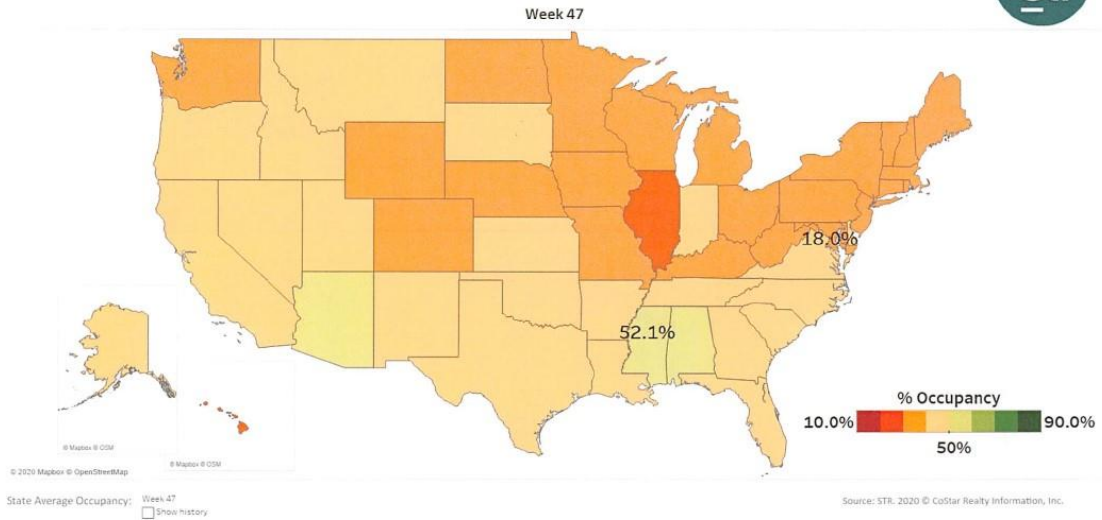 Week 47
18.0%
52.1%
% Occupancy
10.0% 90.0%
50%
© Mapbox © OSM
© Mapbox © OSM
© 2020 Mapbox © OpenStreetMap
State Average Occupancy: Week 47
Show history
Source: STR. 2020 © CoStar Realty Information, Inc.